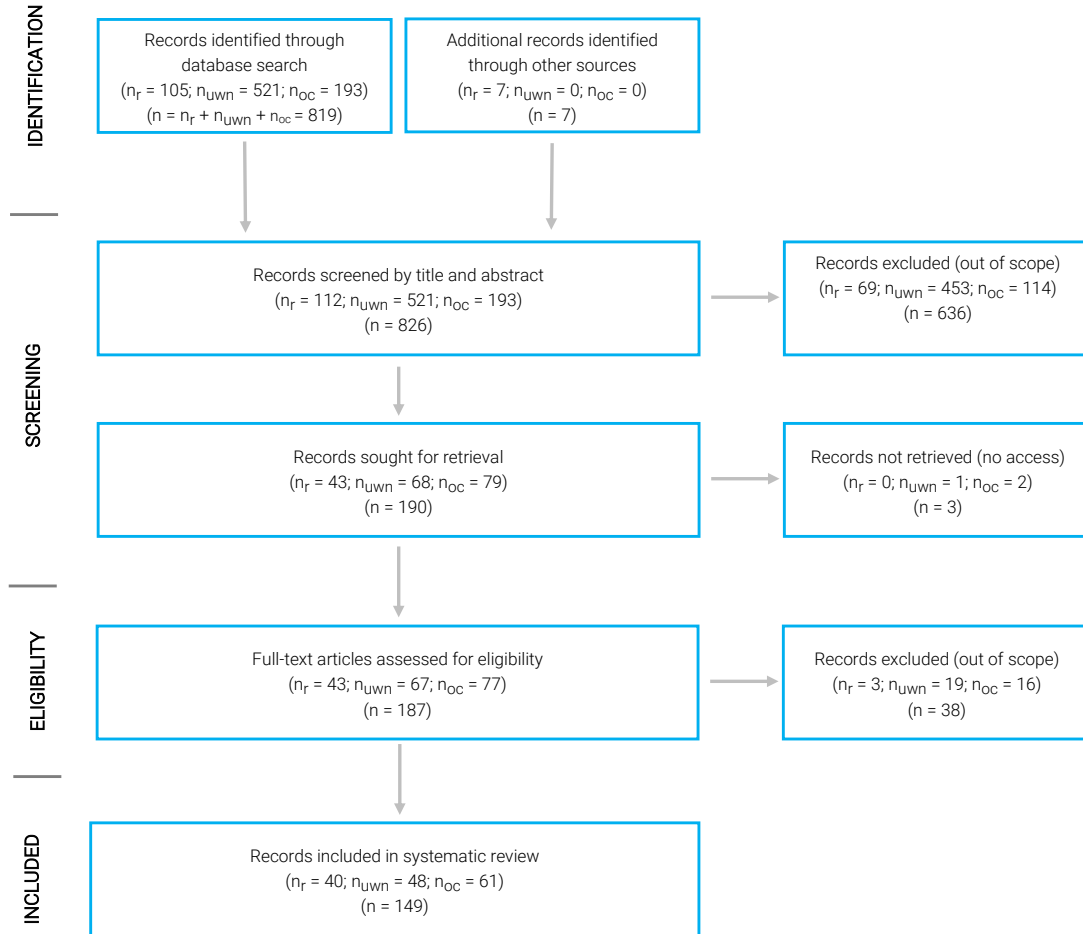 IDENTIFICATION
Records identified through
database search
(nr = 105; nuwn = 521; noc = 193)
(n = nr + nuwn + noc = 819)
Additional records identified
through other sources
(nr = 7; nuwn = 0; noc = 0)
(n = 7)
SCREENING
Records screened by title and abstract
(nr = 112; nuwn = 521; noc = 193)
(n = 826)
Records excluded (out of scope)
(nr = 69; nuwn = 453; noc = 114)
(n = 636)
Records sought for retrieval
(nr = 43; nuwn = 68; noc = 79)
(n = 190)
Records not retrieved (no access)
(nr = 0; nuwn = 1; noc = 2)
(n = 3)
ELIGIBILITY
Full-text articles assessed for eligibility
(nr = 43; nuwn = 67; noc = 77)
(n = 187)
Records excluded (out of scope)
(nr = 3; nuwn = 19; noc = 16)
(n = 38)
INCLUDED
Records included in systematic review
(nr = 40; nuwn = 48; noc = 61)
(n = 149)